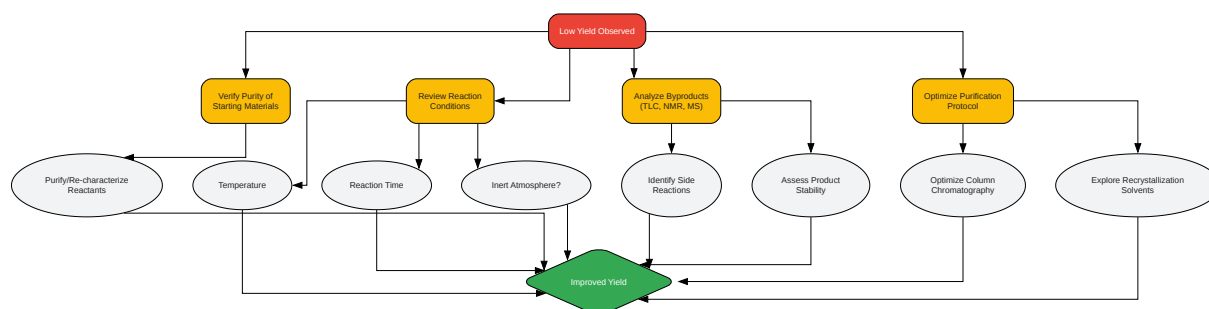 Low Yield Observed
Verify Purity of
Starting Materials
Review Reaction
Conditions
Analyze Byproducts
(TLC, NMR, MS)
Optimize Purification
Protocol
Purify/Re-characterize
Reactants
Temperature
Reaction Time
Inert Atmosphere?
Identify Side
Reactions
Assess Product
Stability
Optimize Column
Chromatography
Explore Recrystallization
Solvents
Improved Yield